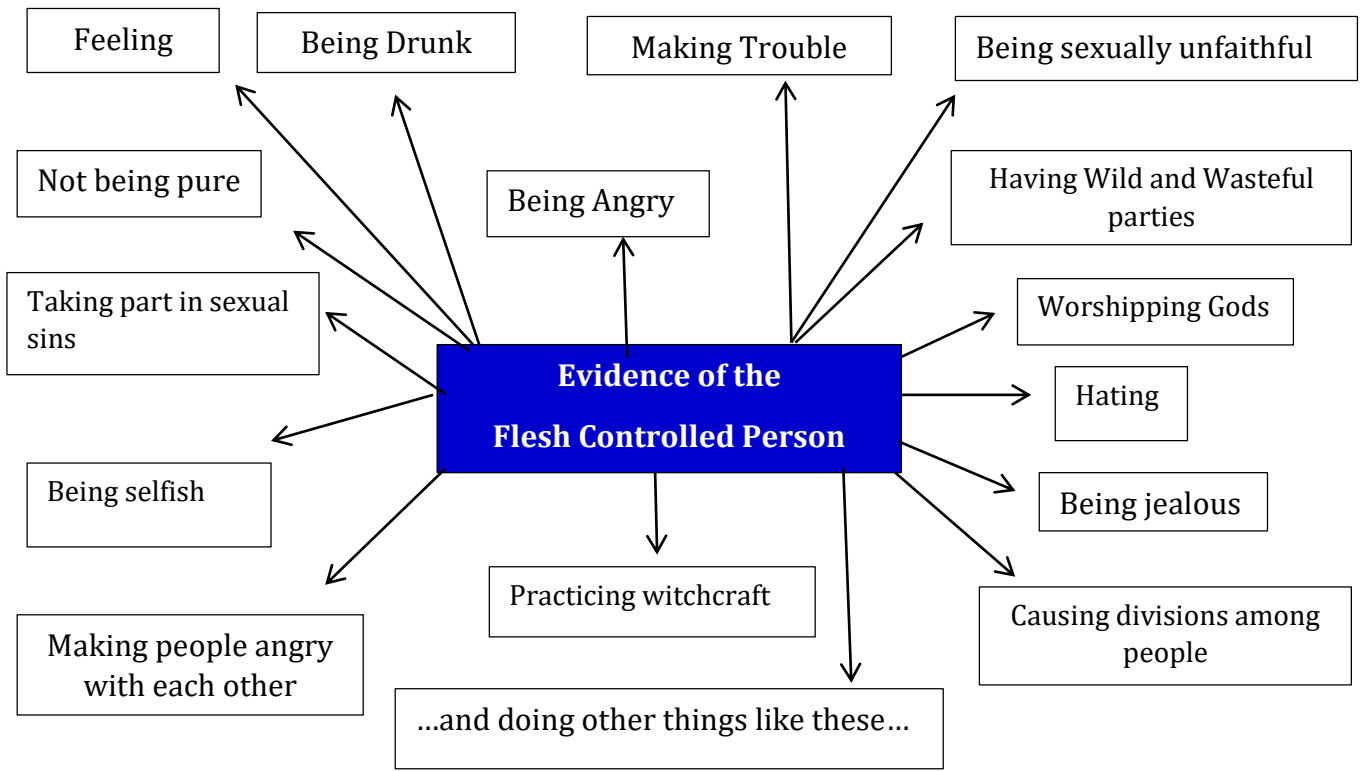 Feeling
Being Drunk
Making Trouble
Being sexually unfaithful
Not being pure
Being Angry
Having Wild and Wasteful
parties
Taking part in sexual
sins
Worshipping Gods
Evidence of the
Flesh Controlled Person
Hating
Being selfish
Being jealous
Practicing witchcraft
Causing divisions among
people
Making people angry
with each other
…and doing other things like these…